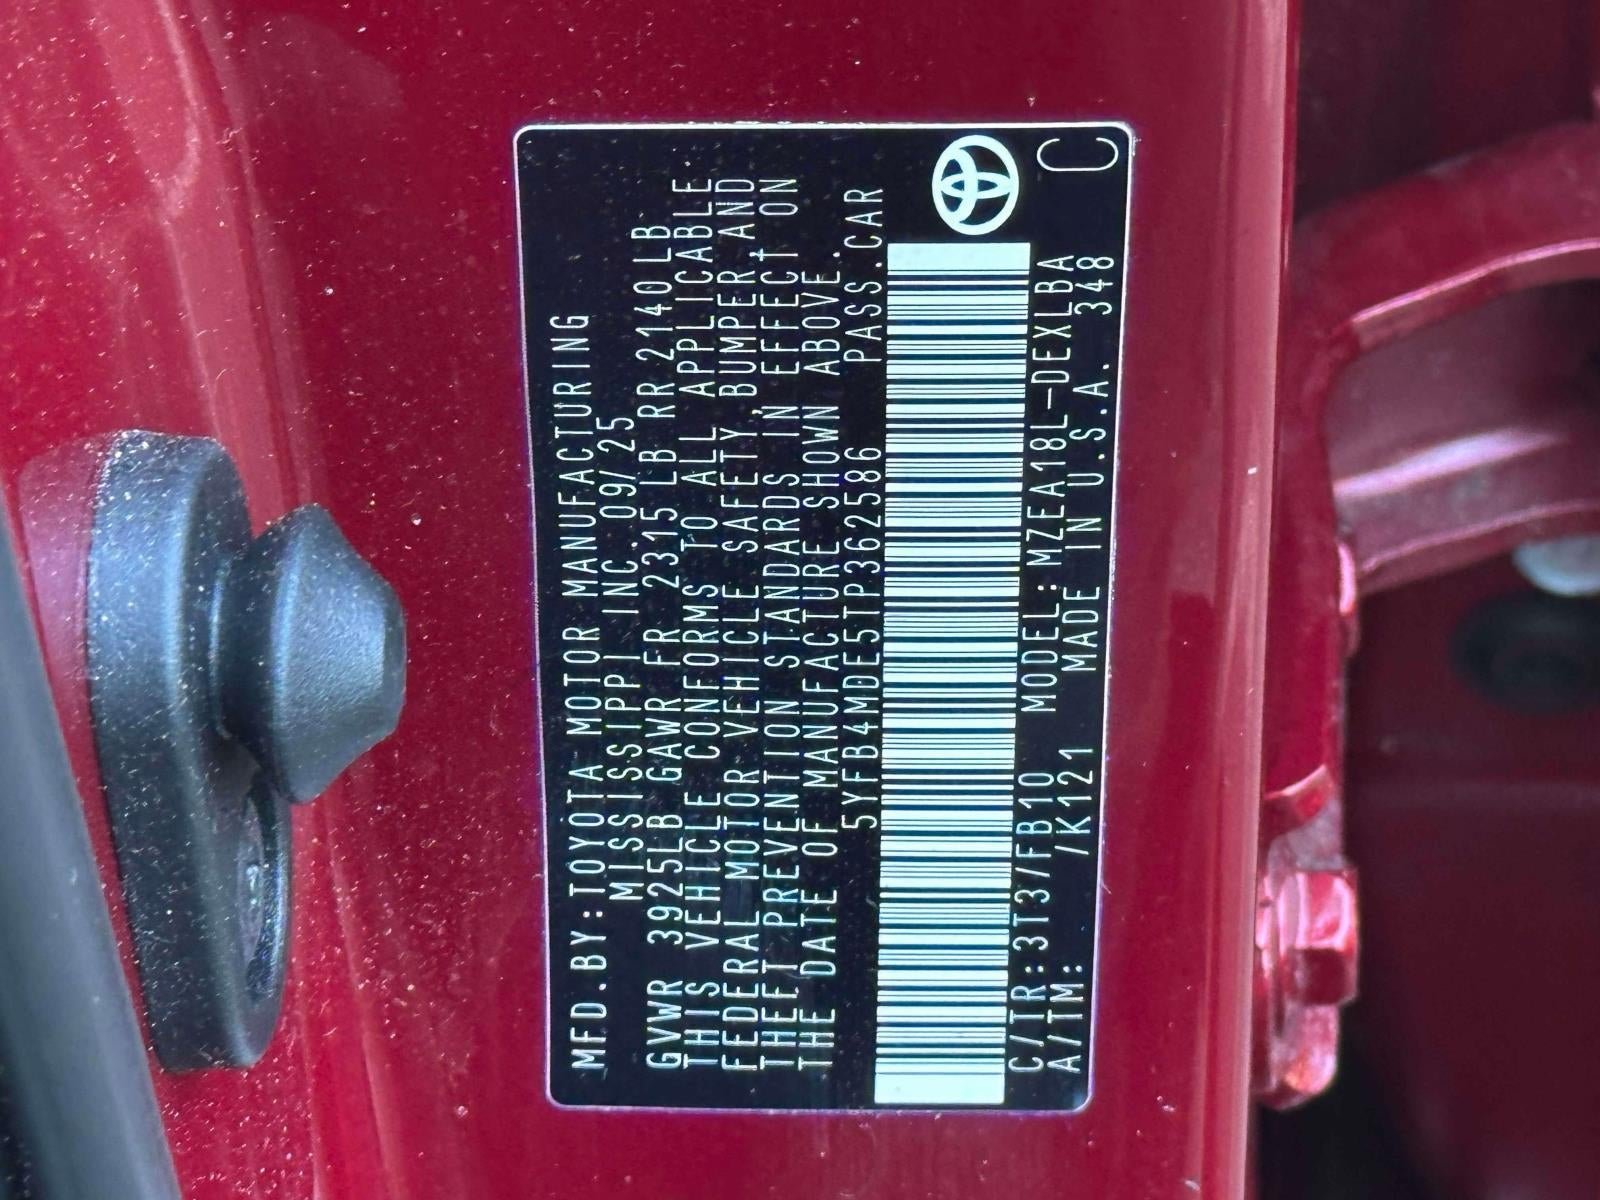 MFD.BY:TOYOTA MOTOR MANUFACTURING
MISSISSIPPI INC.09/25
GVWR 3925LB GAWR FR 2315 LB RR 2140LB
THIS VEHICLE CONFORMS TO ALL APPLICABLE
FEDERAL MOTOR VEHICLE SAFETY, BUMPER, AND
THEFT PREVENTION STANDARDS IN EFFECT ON
THE DATE OF MANUFACTURE SHOWN ABOVE.
5YFB4MDE5TP362586 PASS.CAR
C/TR:3T3/FB10 MODEL:MZEA18L-DEXLBA
A/TM: /K121 MADE IN U.S.A. 348
C